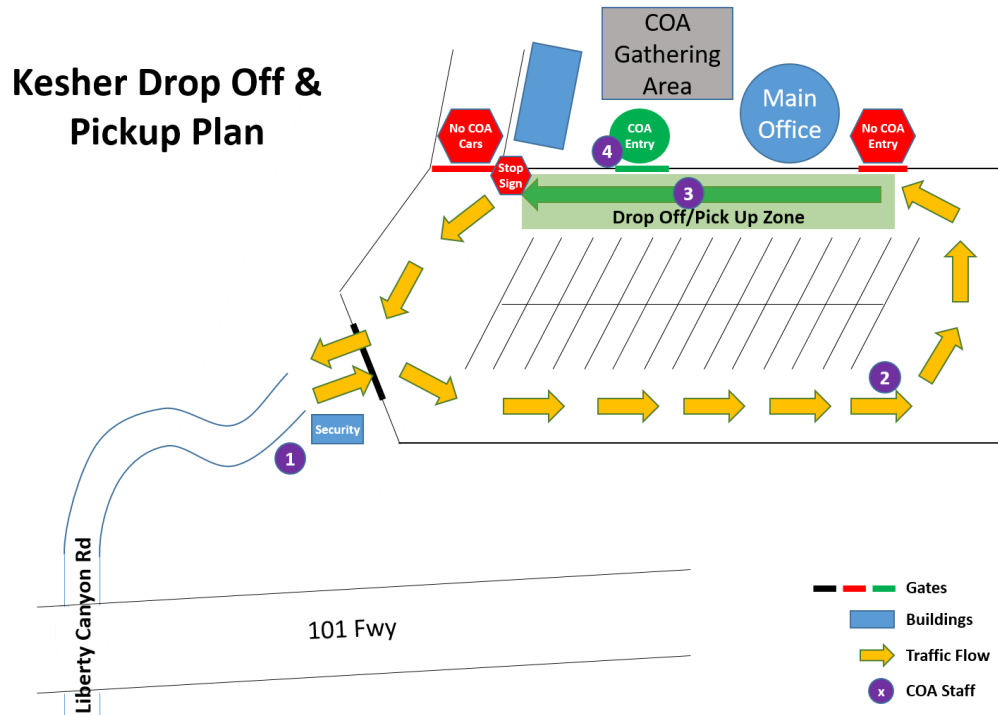 Kesher Drop Off &
Pickup Plan
COA
Gathering
Area
Main
Office
No COA
Cars
COA
Entry
No COA
Entry
4
Stop
Sign
3
Drop Off/Pick Up Zone
2
Security
1
Liberty Canyon Rd
101 Fwy
Gates
Buildings
Traffic Flow
x
COA Staff